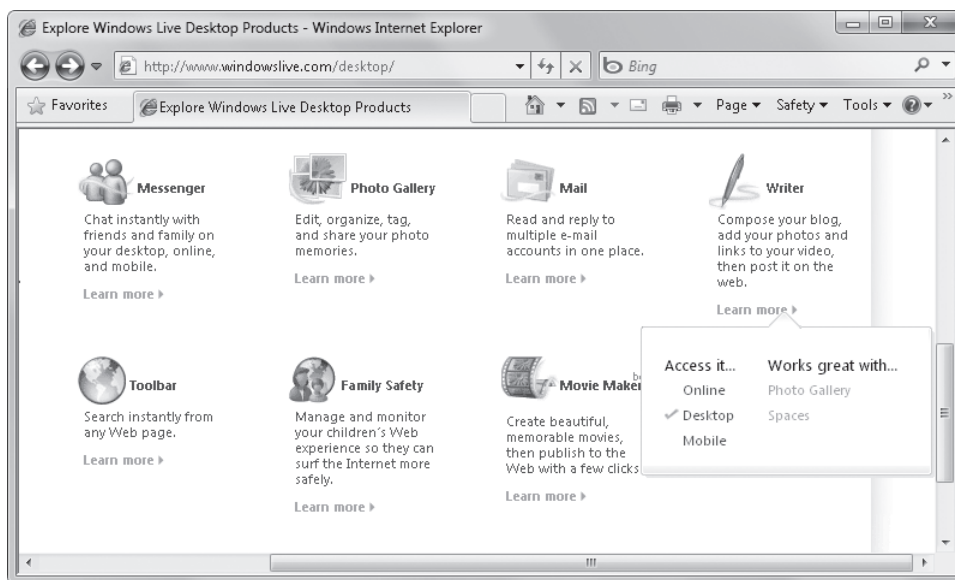 Explore Windows Live Desktop Products - Windows Internet Explorer
http://www.windowslive.com/desktop/
Bing
Favorites
Explore Windows Live Desktop Products
Page
Safety
Tools
Messenger
Chat instantly with
friends and family on
your desktop, online,
and mobile.
Learn more
Photo Gallery
Edit, organize, tag,
and share your photo
memories.
Learn more
Mail
Read and reply to
multiple e-mail
accounts in one place.
Learn more
Writer
Compose your blog,
add your photos and
links to your video,
then post it on the
web.
Learn more
Toolbar
Search instantly from
any Web page.
Learn more
Family Safety
Manage and monitor
your children´s Web
experience so they can
surf the Internet more
safely.
Learn more
Movie Maker
be
Create beautiful,
memorable movies,
then publish to the
Web with a few clicks
Learn more
Access it...
Online
Desktop
Mobile
Works great with...
Photo Gallery
Spaces